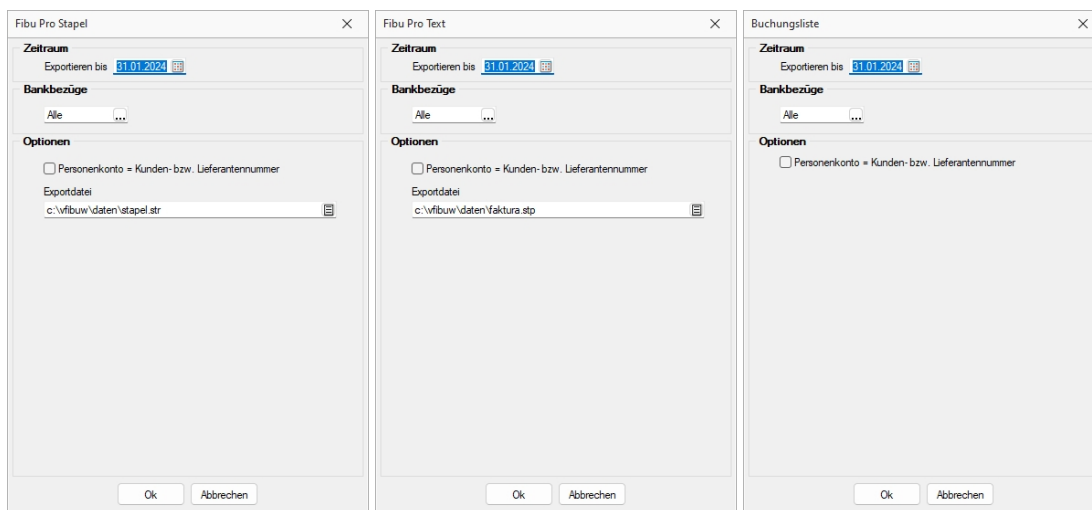 Fibu Pro Stapel
Zeitraum
Exportieren bis 31.01.2024
Bankbezüge
Alle ...
Optionen
Personenkonto = Kunden- bzw. Lieferantennummer
Exportdatei
c:\vfibuw\daten\stapel.str
Ok Abbrechen
Fibu Pro Text
Zeitraum
Exportieren bis 31.01.2024
Bankbezüge
Alle ...
Optionen
Personenkonto = Kunden- bzw. Lieferantennummer
Exportdatei
c:\vfibuw\daten\faktura.stp
Ok Abbrechen
Buchungsliste
Zeitraum
Exportieren bis 31.01.2024
Bankbezüge
Alle ...
Optionen
Personenkonto = Kunden- bzw. Lieferantennummer
Ok Abbrechen